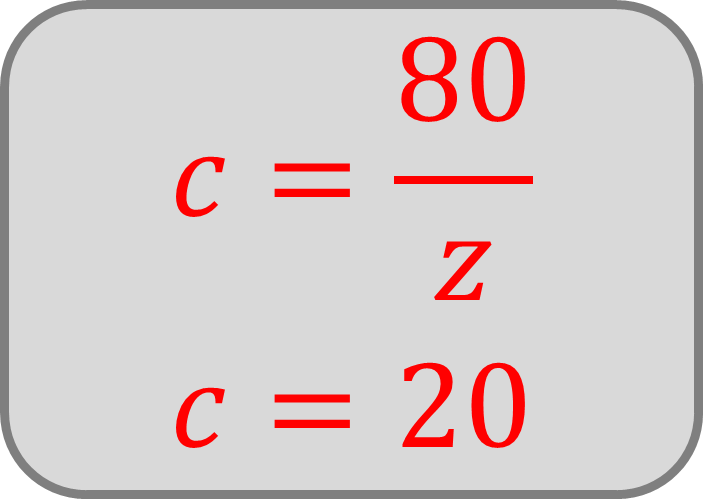 c = 80/z
c = 20